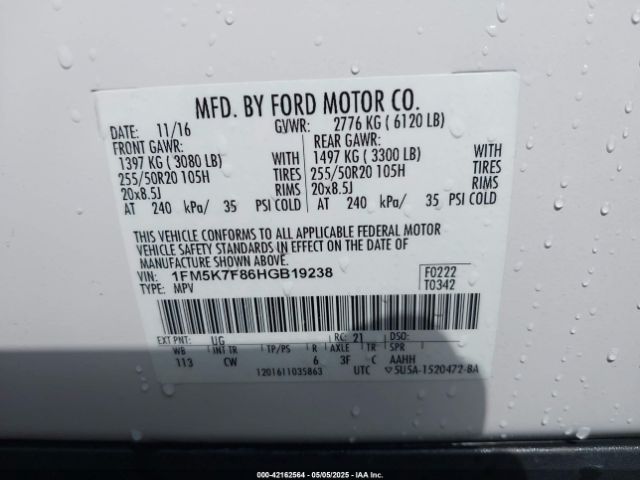 MFD. BY FORD MOTOR CO.
DATE: 11/16 GVWR: 2776 KG ( 6120 LB)
FRONT GAWR: REAR GAWR:
1397 KG ( 3080 LB) WITH 1497 KG ( 3300 LB) WITH
255/50R20 105H TIRES 255/50R20 105H TIRES
20x8.5J RIMS 20x8.5J RIMS
AT 240 kPa/ 35 PSI COLD AT 240 kPa/ 35 PSI COLD
THIS VEHICLE CONFORMS TO ALL APPLICABLE FEDERAL MOTOR
VEHICLE SAFETY STANDARDS IN EFFECT ON THE DATE OF
MANUFACTURE SHOWN ABOVE.
VIN: 1FM5K7F86HGB19238 F0222
TYPE: MPV T0342
EXT PNT: UG RC: 21 DSO:
WB INT TR TP/PS R AXLE TR SPR
113 CW 6 3F C AAHH
1201611035863 UTC ▽5U5A-1520472-BA
000-42162564 - 05/05/2025 - IAAI INC.